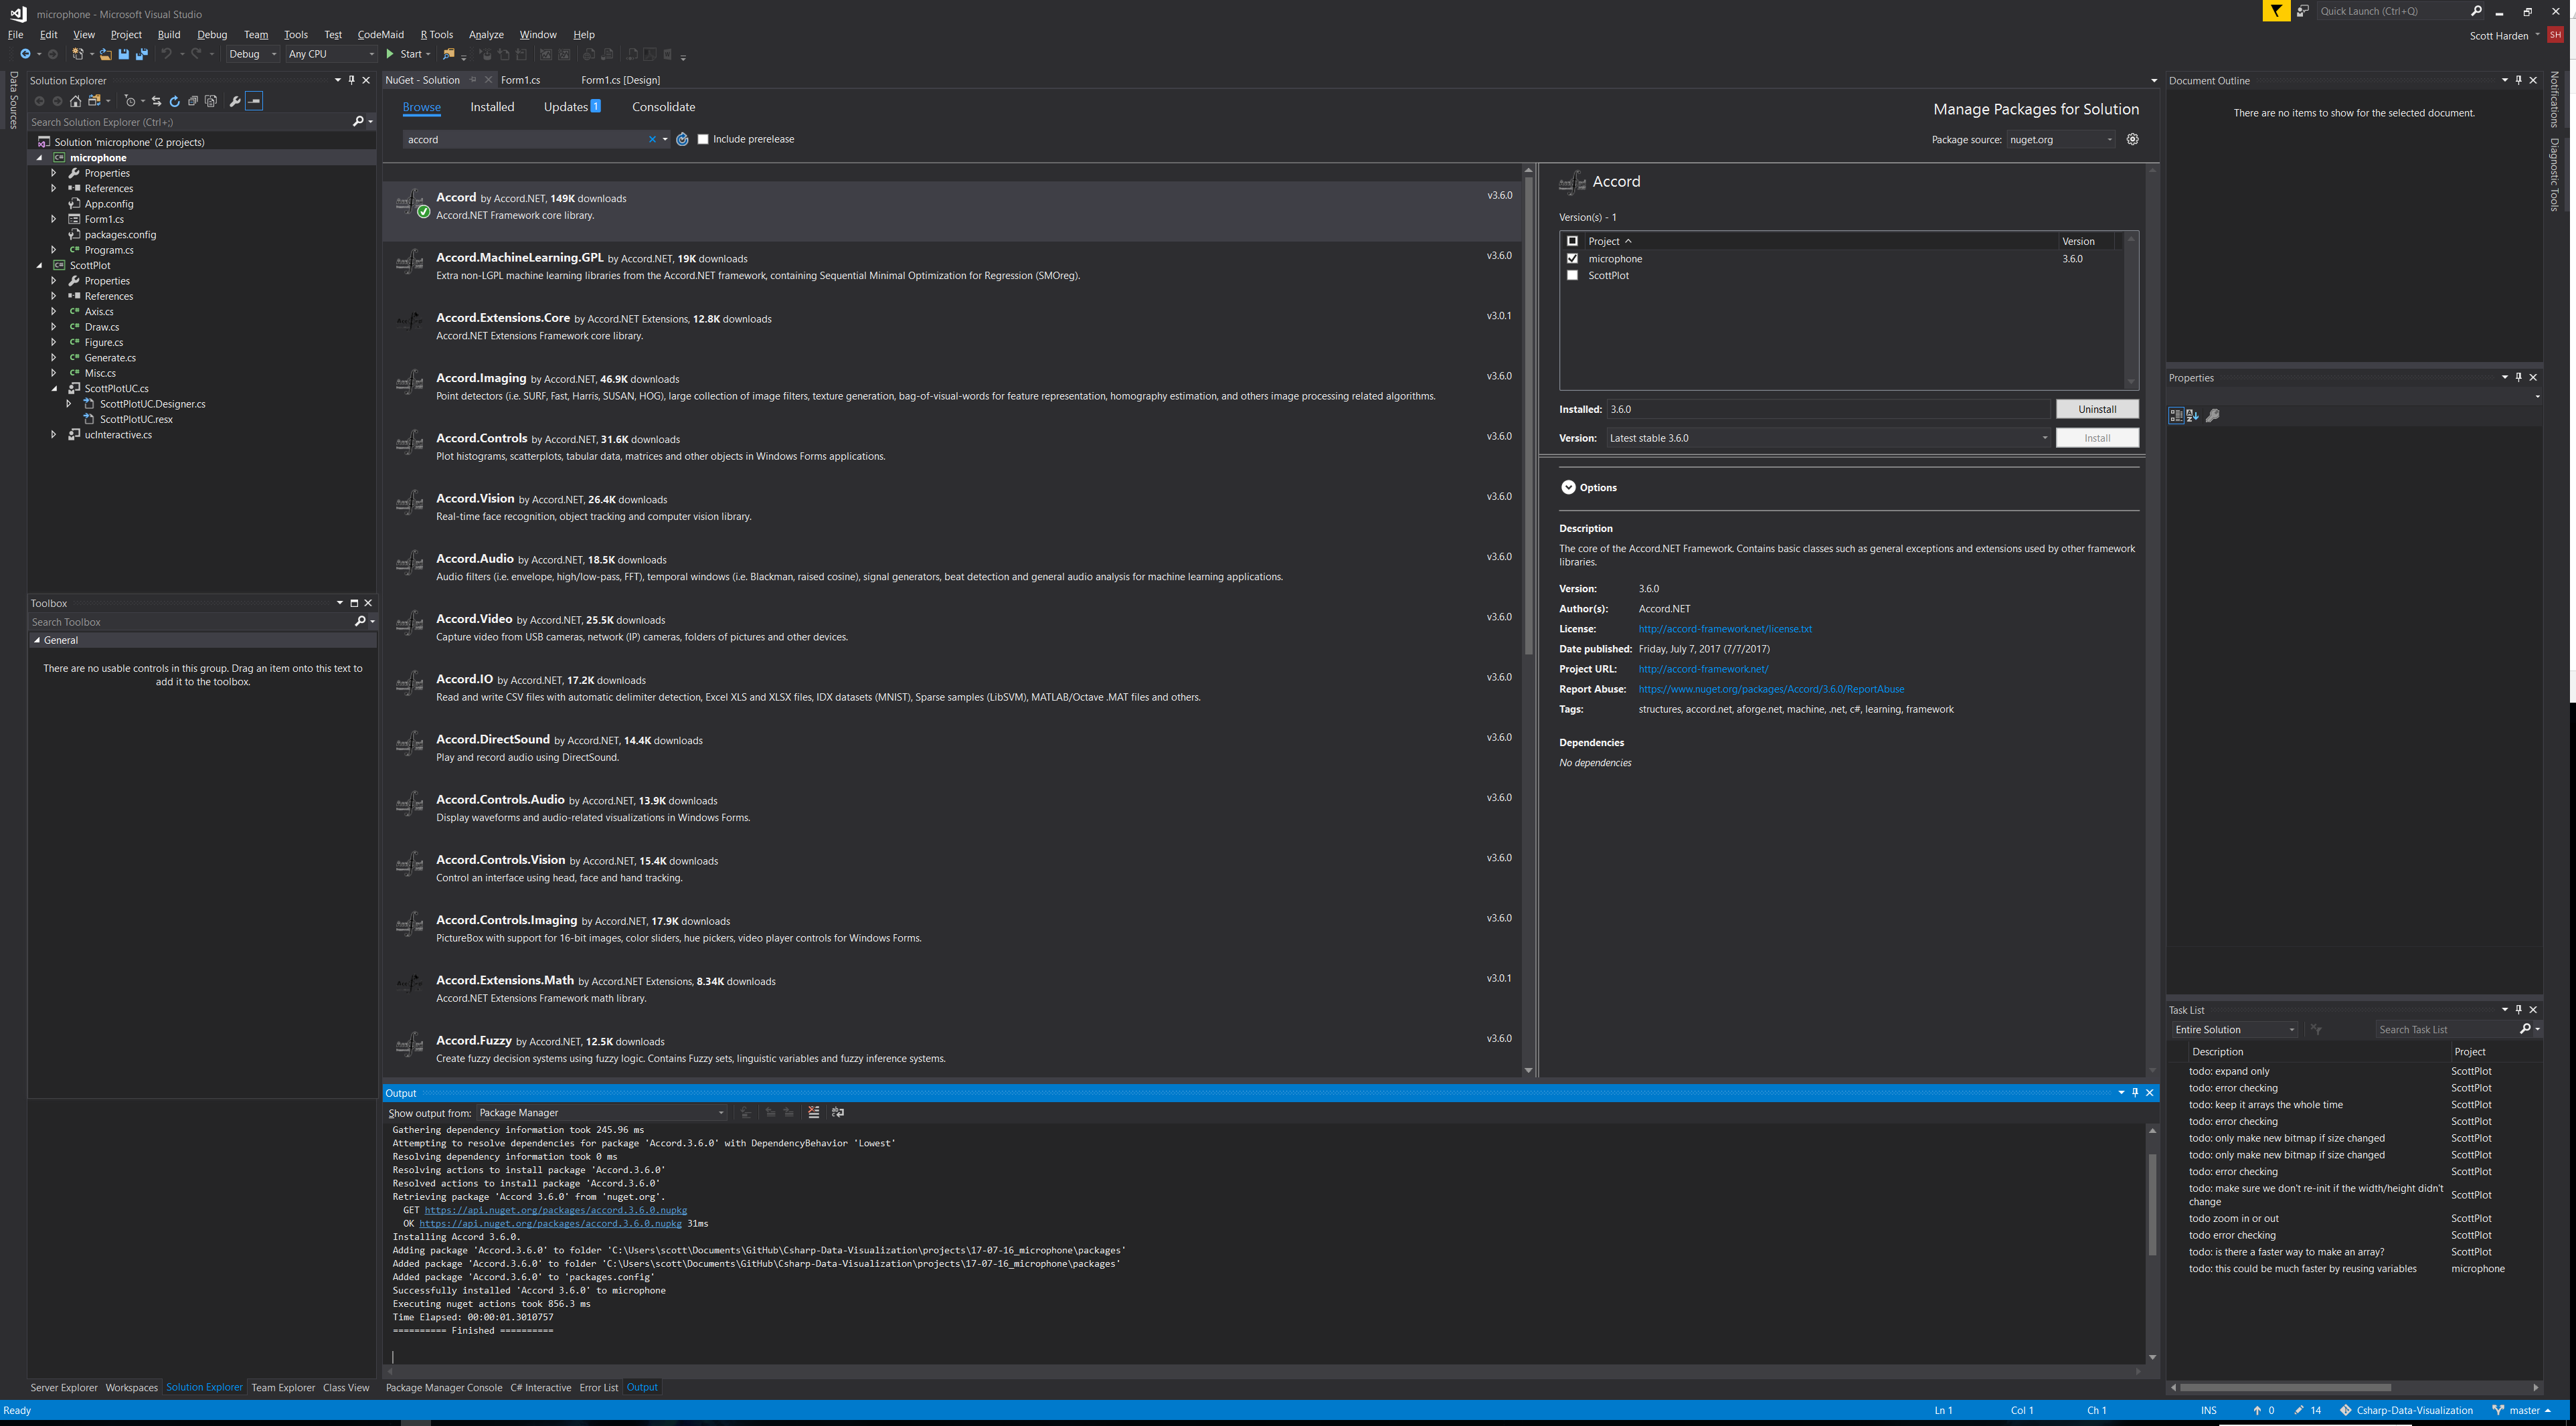 microphone - Microsoft Visual Studio
Quick Launch (Ctrl+Q)
File Edit View Project Build Debug Team Tools Test CodeMaid R Tools Analyze Window Help
Scott Harden SH
Debug Any CPU Start
Data Sources
Solution Explorer
Search Solution Explorer (Ctrl+;)
Solution 'microphone' (2 projects)
microphone
Properties
References
App.config
Form1.cs
packages.config
Program.cs
ScottPlot
Properties
References
Axis.cs
Draw.cs
Figure.cs
Generate.cs
Misc.cs
ScottPlotUC.cs
ScottPlotUC.Designer.cs
ScottPlotUC.resx
ucInteractive.cs
Toolbox
Search Toolbox
General
There are no usable controls in this group. Drag an item onto this text to
add it to the toolbox.
Server Explorer Workspaces Solution Explorer Team Explorer Class View
NuGet - Solution Form1.cs Form1.cs [Design]
Browse Installed Updates 1 Consolidate
Manage Packages for Solution
accord
Include prerelease
Package source: nuget.org
Accord by Accord.NET, 149K downloads v3.6.0
Accord.NET Framework core library.
Accord.MachineLearning.GPL by Accord.NET, 19K downloads v3.6.0
Extra non-LGPL machine learning libraries from the Accord.NET framework, containing Sequential Minimal Optimization for Regression (SMOreg).
Accord.Extensions.Core by Accord.NET Extensions, 12.8K downloads v3.0.1
Accord.NET Extensions Framework core library.
Accord.Imaging by Accord.NET, 46.9K downloads v3.6.0
Point detectors (i.e. SURF, Fast, Harris, SUSAN, HOG), large collection of image filters, texture generation, bag-of-visual-words for feature representation, homography estimation, and others image processing related algorithms.
Accord.Controls by Accord.NET, 31.6K downloads v3.6.0
Plot histograms, scatterplots, tabular data, matrices and other objects in Windows Forms applications.
Accord.Vision by Accord.NET, 26.4K downloads v3.6.0
Real-time face recognition, object tracking and computer vision library.
Accord.Audio by Accord.NET, 18.5K downloads v3.6.0
Audio filters (i.e. envelope, high/low-pass, FFT), temporal windows (i.e. Blackman, raised cosine), signal generators, beat detection and general audio analysis for machine learning applications.
Accord.Video by Accord.NET, 25.5K downloads v3.6.0
Capture video from USB cameras, network (IP) cameras, folders of pictures and other devices.
Accord.IO by Accord.NET, 17.2K downloads v3.6.0
Read and write CSV files with automatic delimiter detection, Excel XLS and XLSX files, IDX datasets (MNIST), Sparse samples (LibSVM), MATLAB/Octave .MAT files and others.
Accord.DirectSound by Accord.NET, 14.4K downloads v3.6.0
Play and record audio using DirectSound.
Accord.Controls.Audio by Accord.NET, 13.9K downloads v3.6.0
Display waveforms and audio-related visualizations in Windows Forms.
Accord.Controls.Vision by Accord.NET, 15.4K downloads v3.6.0
Control an interface using head, face and hand tracking.
Accord.Controls.Imaging by Accord.NET, 17.9K downloads v3.6.0
PictureBox with support for 16-bit images, color sliders, hue pickers, video player controls for Windows Forms.
Accord.Extensions.Math by Accord.NET Extensions, 8.34K downloads v3.0.1
Accord.NET Extensions Framework math library.
Accord.Fuzzy by Accord.NET, 12.5K downloads v3.6.0
Create fuzzy decision systems using fuzzy logic. Contains Fuzzy sets, linguistic variables and fuzzy inference systems.
Accord
Version(s) - 1
Project Version
microphone 3.6.0
ScottPlot
Installed: 3.6.0 Uninstall
Version: Latest stable 3.6.0 Install
Options
Description
The core of the Accord.NET Framework. Contains basic classes such as general exceptions and extensions used by other framework
libraries.
Version: 3.6.0
Author(s): Accord.NET
License: http://accord-framework.net/license.txt
Date published: Friday, July 7, 2017 (7/7/2017)
Project URL: http://accord-framework.net/
Report Abuse: https://www.nuget.org/packages/Accord/3.6.0/ReportAbuse
Tags: structures, accord.net, aforge.net, machine, .net, c#, learning, framework
Dependencies
No dependencies
Output
Show output from: Package Manager
Gathering dependency information took 245.96 ms
Attempting to resolve dependencies for package 'Accord.3.6.0' with DependencyBehavior 'Lowest'
Resolving dependency information took 0 ms
Resolving actions to install package 'Accord.3.6.0'
Resolved actions to install package 'Accord.3.6.0'
Retrieving package 'Accord 3.6.0' from 'nuget.org'.
GET https://api.nuget.org/packages/accord.3.6.0.nupkg
OK https://api.nuget.org/packages/accord.3.6.0.nupkg 31ms
Installing Accord 3.6.0.
Adding package 'Accord.3.6.0' to folder 'C:\Users\scott\Documents\GitHub\Csharp-Data-Visualization\projects\17-07-16_microphone\packages'
Added package 'Accord.3.6.0' to folder 'C:\Users\scott\Documents\GitHub\Csharp-Data-Visualization\projects\17-07-16_microphone\packages'
Added package 'Accord.3.6.0' to 'packages.config'
Successfully installed 'Accord 3.6.0' to microphone
Executing nuget actions took 856.3 ms
Time Elapsed: 00:00:01.3010757
========== Finished ==========
Package Manager Console C# Interactive Error List Output
Document Outline
There are no items to show for the selected document.
Properties
Task List
Entire Solution Search Task List
Description Project
todo: expand only ScottPlot
todo: error checking ScottPlot
todo: keep it arrays the whole time ScottPlot
todo: error checking ScottPlot
todo: only make new bitmap if size changed ScottPlot
todo: only make new bitmap if size changed ScottPlot
todo: error checking ScottPlot
todo: make sure we don't re-init if the width/height didn't
change ScottPlot
todo zoom in or out ScottPlot
todo error checking ScottPlot
todo: is there a faster way to make an array? ScottPlot
todo: this could be much faster by reusing variables microphone
Notifications
Diagnostic Tools
Ready
Ln 1 Col 1 Ch 1 INS 0 14 Csharp-Data-Visualization master